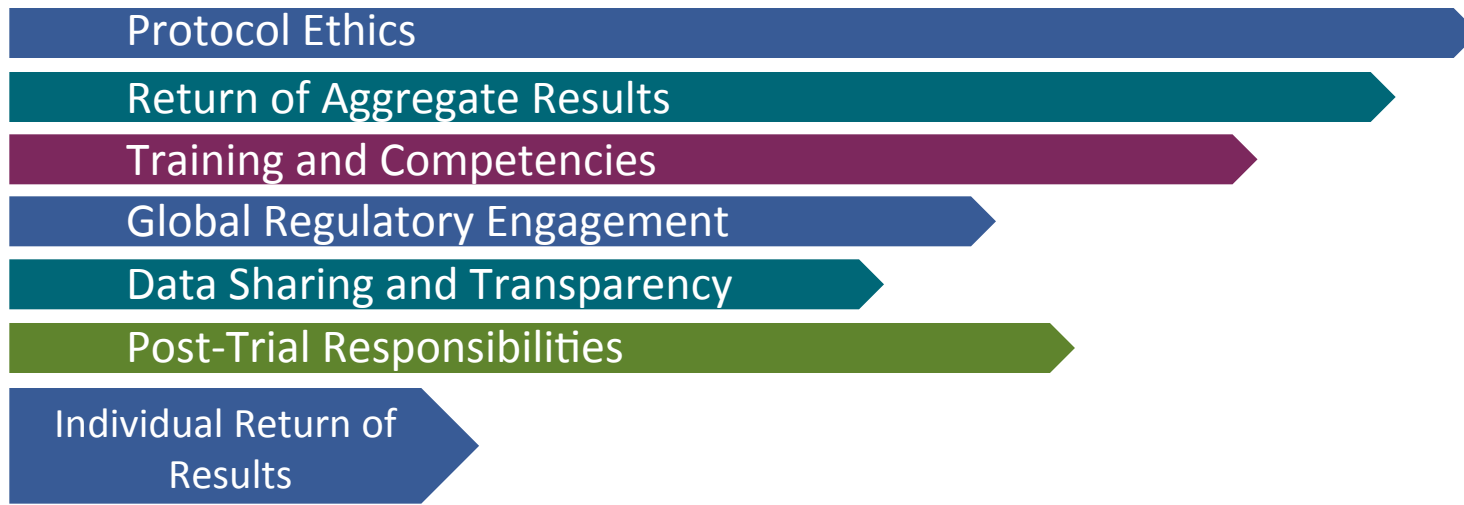 Protocol Ethics
Return of Aggregate Results
Training and Competencies
Global Regulatory Engagement
Data Sharing and Transparency
Post-Trial Responsibilities
Individual Return of
Results